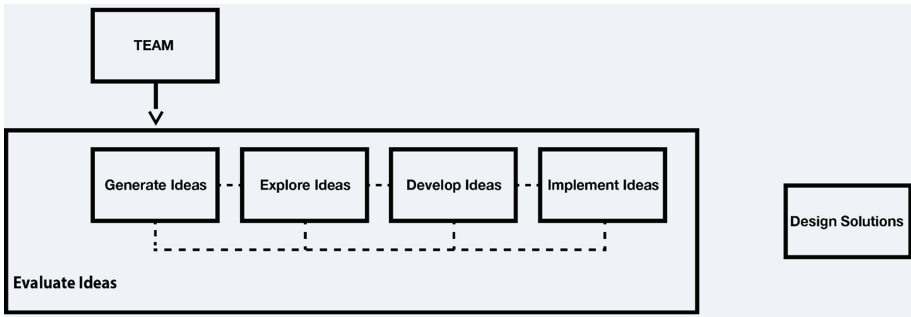 TEAM
Generate Ideas
Explore Ideas
Develop Ideas
Implement Ideas
Design Solutions
Evaluate Ideas